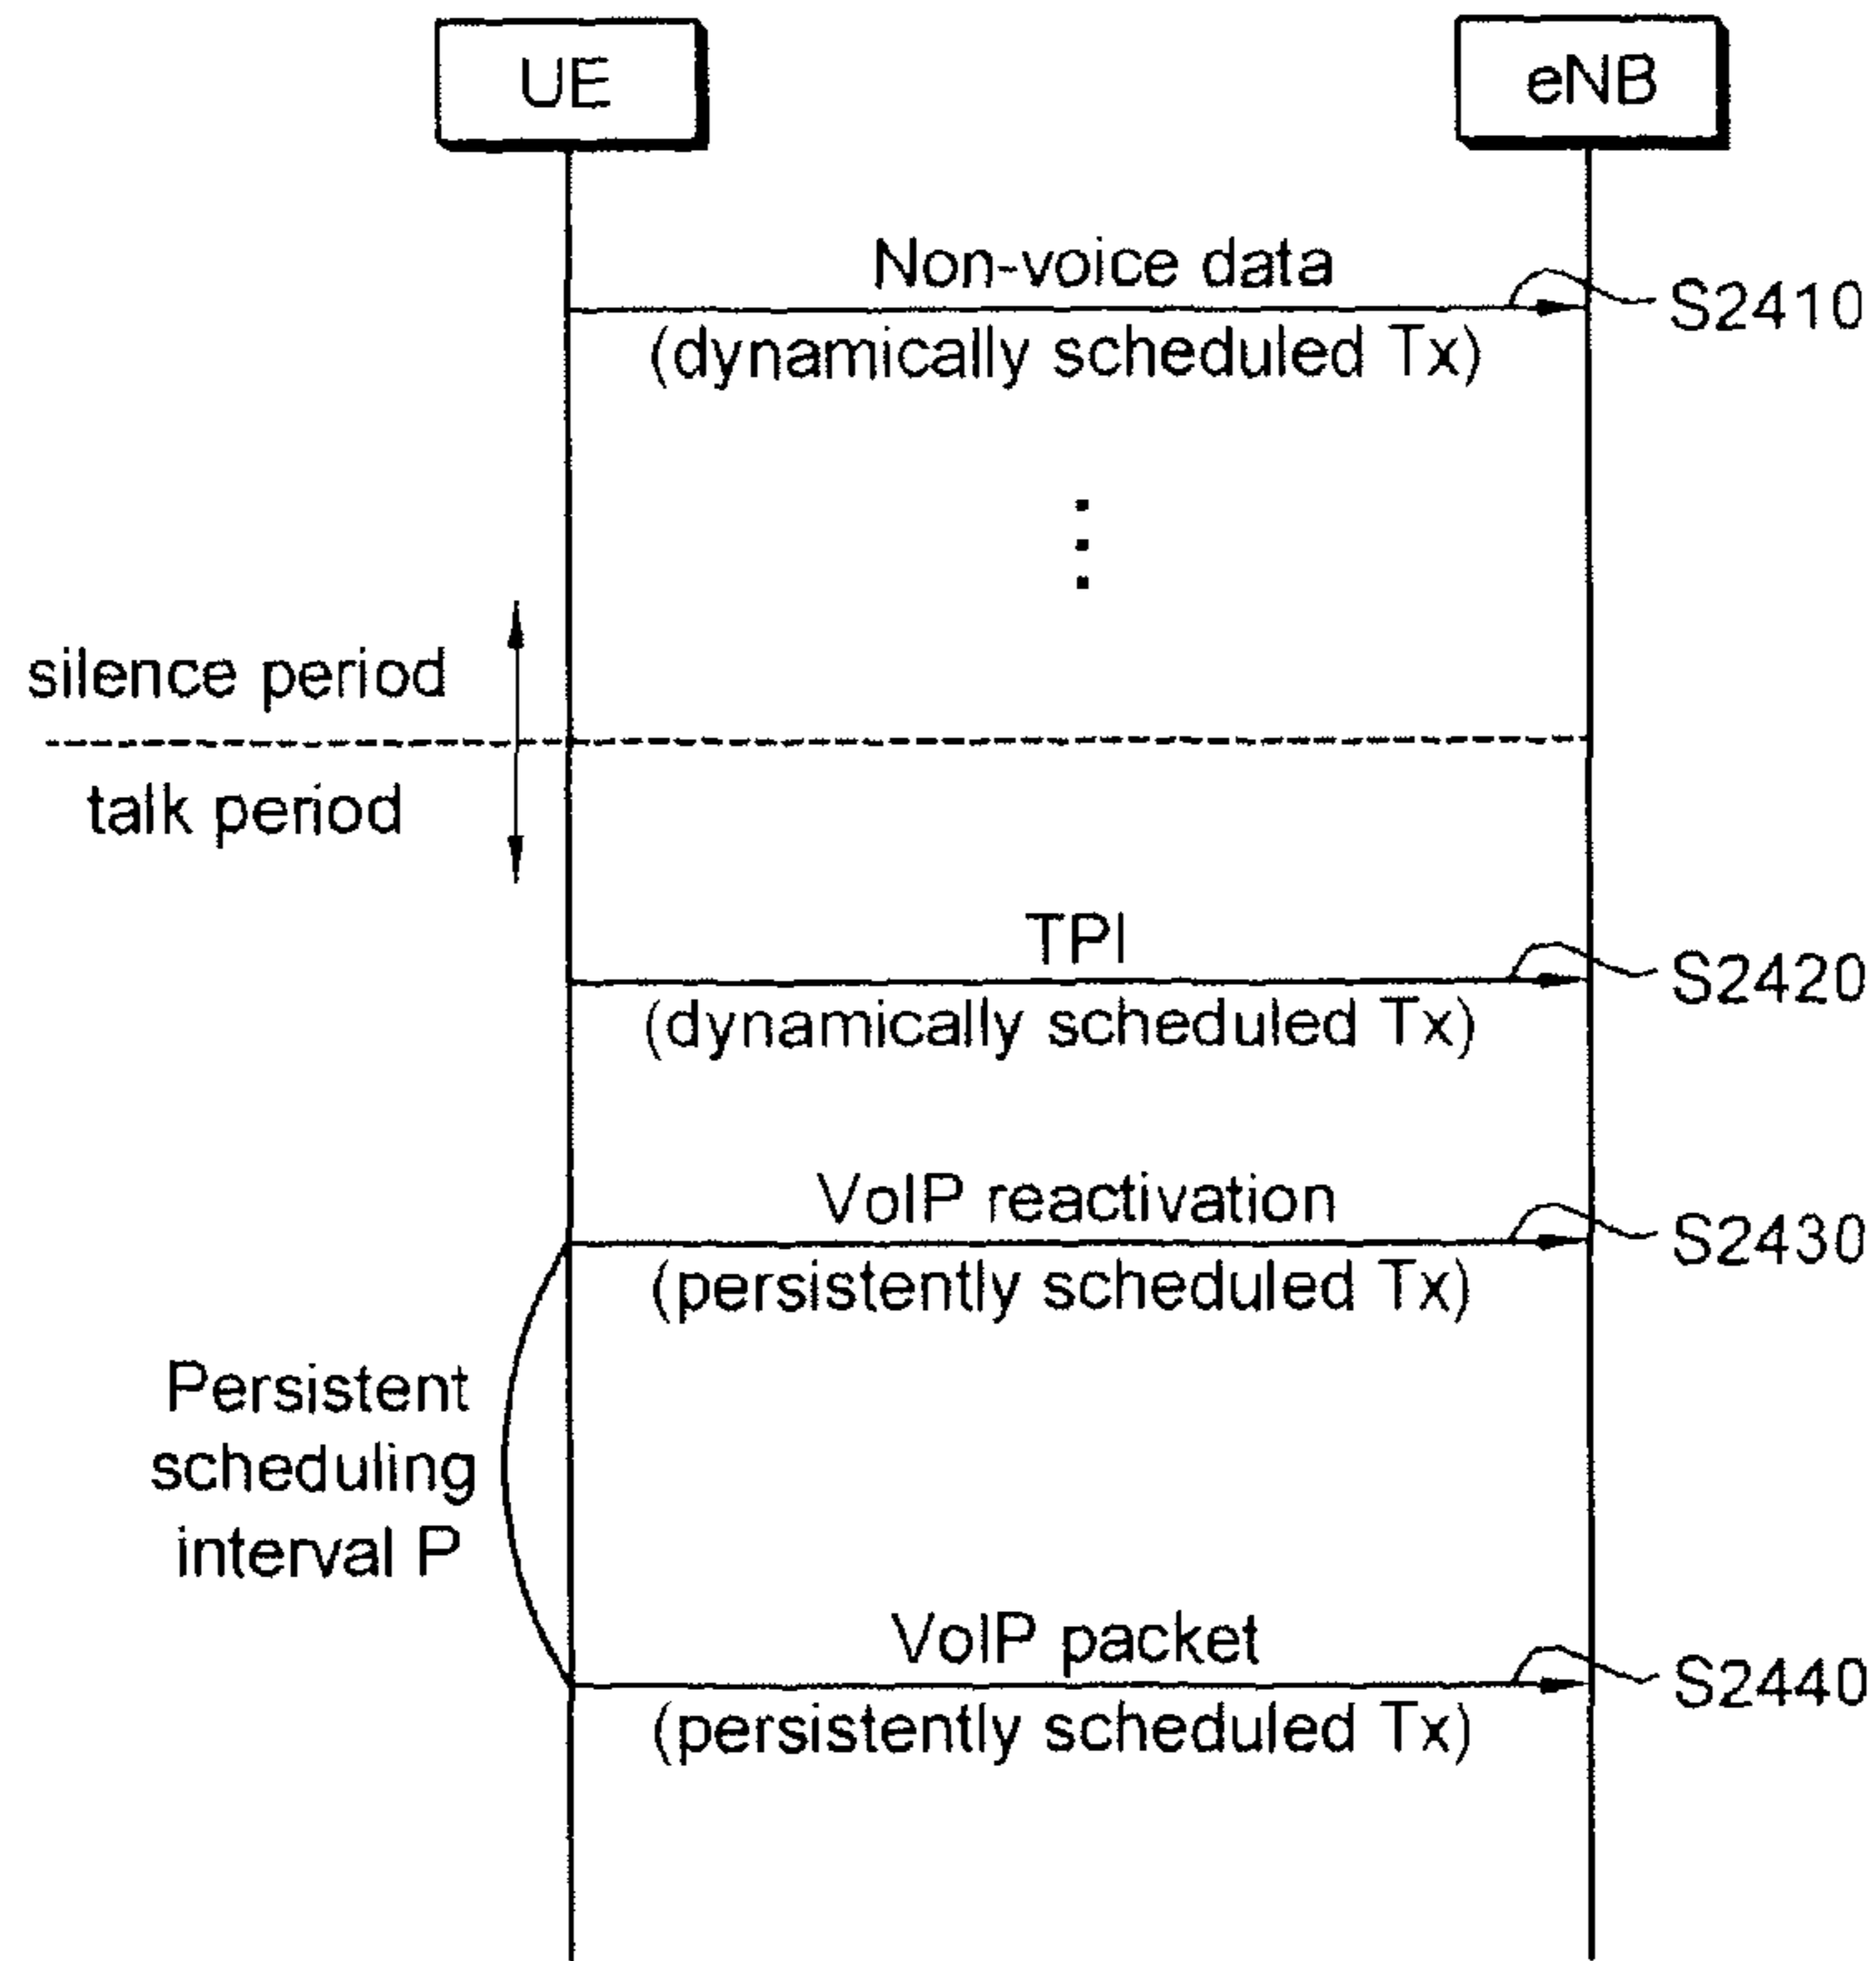 UE
eNB
Non-voice data
S2410
(dynamically scheduled Tx)
silence period
talk period
TPI
S2420
(dynamically scheduled Tx)
VoIP reactivation
S2430
(persistently scheduled Tx)
Persistent
scheduling
interval P
VoIP packet
S2440
(persistently scheduled Tx)